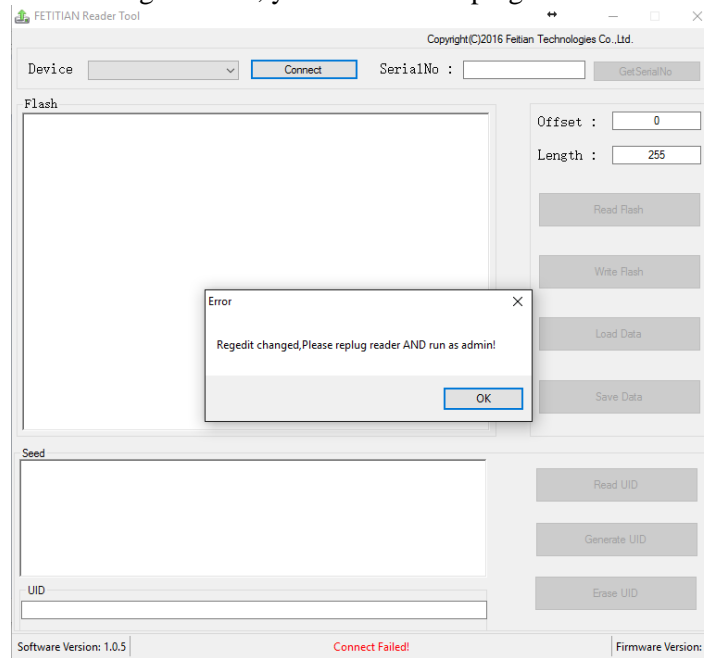 FETITIAN Reader Tool
Copyright(C)2016 Feitian Technologies Co.,Ltd.
Device Connect SerialNo : GetSerialNo
Flash
Offset : 0
Length : 255
Read Flash
Write Flash
Error
Regedit changed,Please replug reader AND run as admin!
OK
Load Data
Save Data
Seed
Read UID
Generate UID
UID
Erase UID
Software Version: 1.0.5 Connect Failed! Firmware Version: